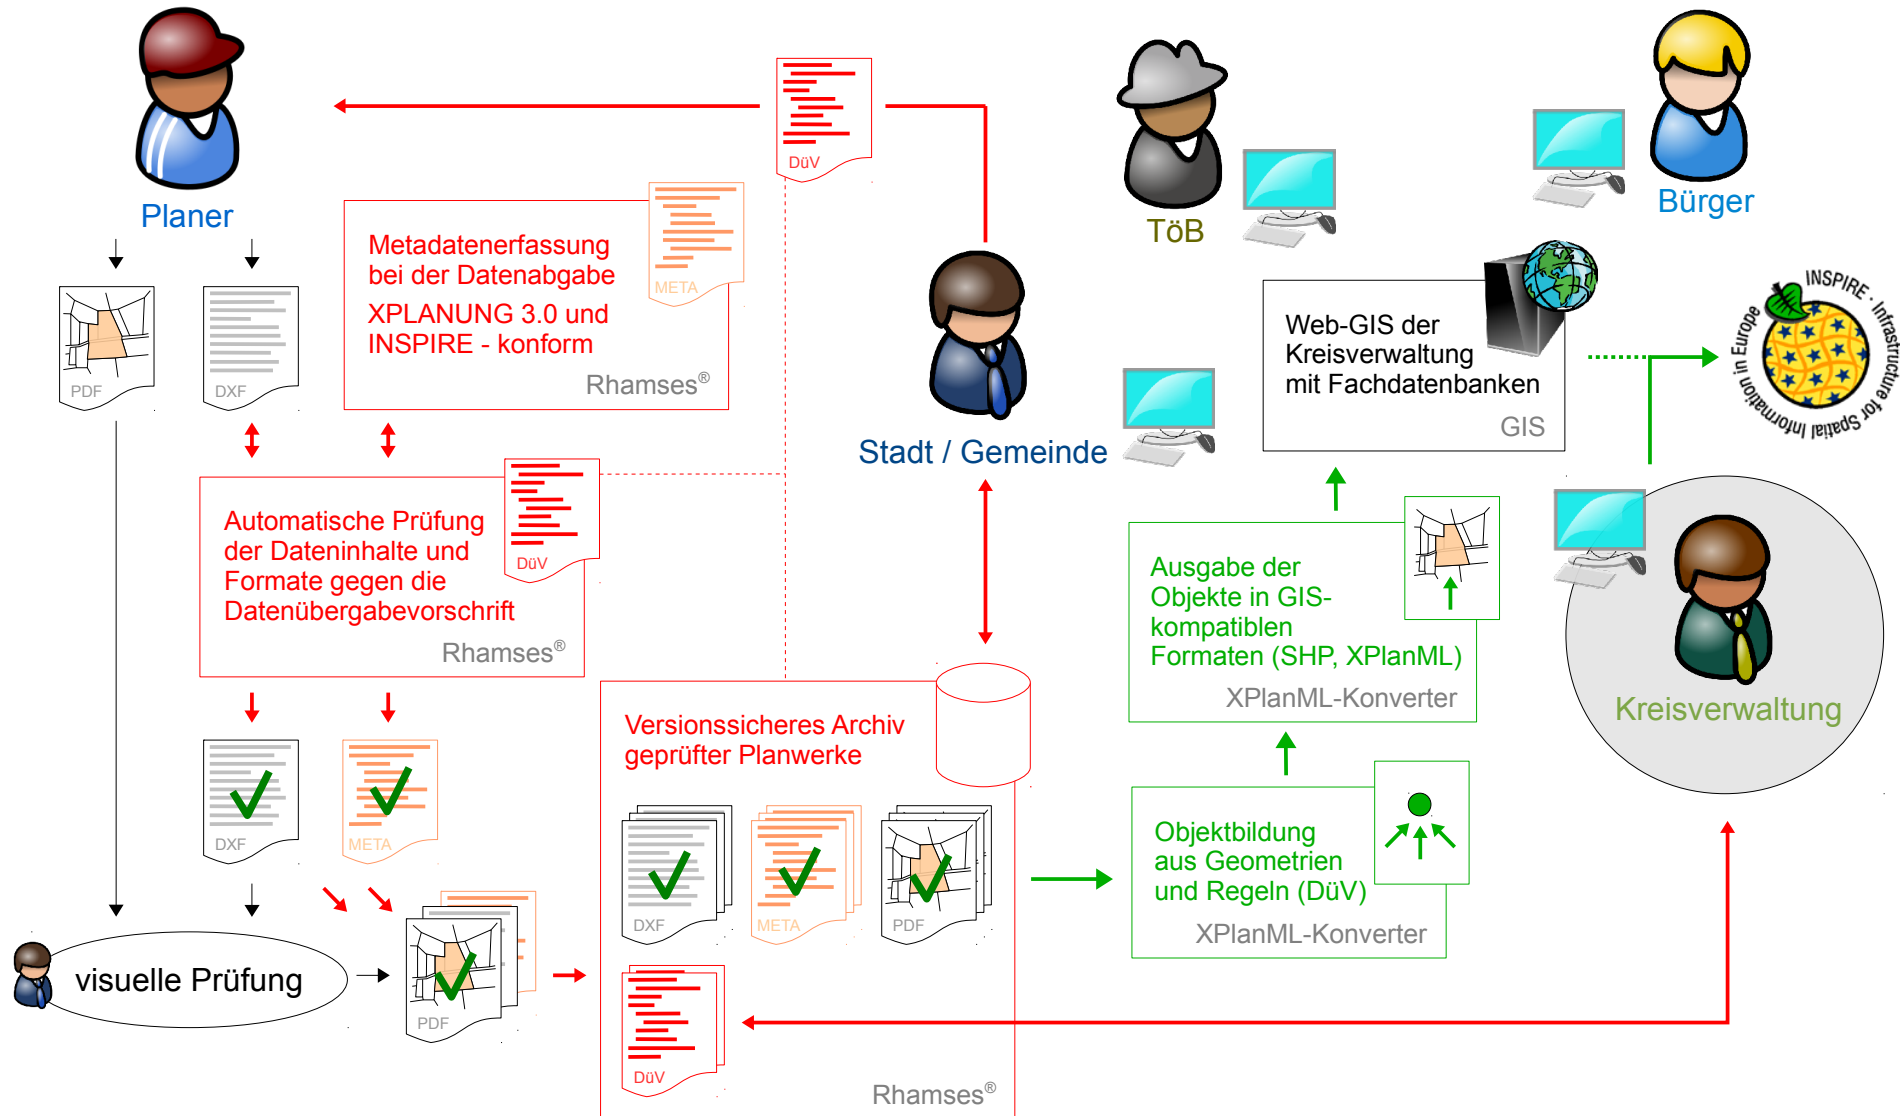 Planer
DüV
TöB
Bürger
PDF
DXF
Metadatenerfassung
bei der Datenabgabe
XPLANUNG 3.0 und
INSPIRE - konform
META
Rhamses®
Stadt / Gemeinde
Web-GIS der
Kreisverwaltung
mit Fachdatenbanken
GIS
INSPIRE · Infrastructure for Spatial Information in Europe
Automatische Prüfung
der Dateninhalte und
Formate gegen die
Datenübergabevorschrift
DüV
Rhamses®
Ausgabe der
Objekte in GIS-
kompatiblen
Formaten (SHP, XPlanML)
XPlanML-Konverter
Kreisverwaltung
DXF
META
Versionssicheres Archiv
geprüfter Planwerke
DXF
META
PDF
DüV
Rhamses®
Objektbildung
aus Geometrien
und Regeln (DüV)
XPlanML-Konverter
visuelle Prüfung
PDF